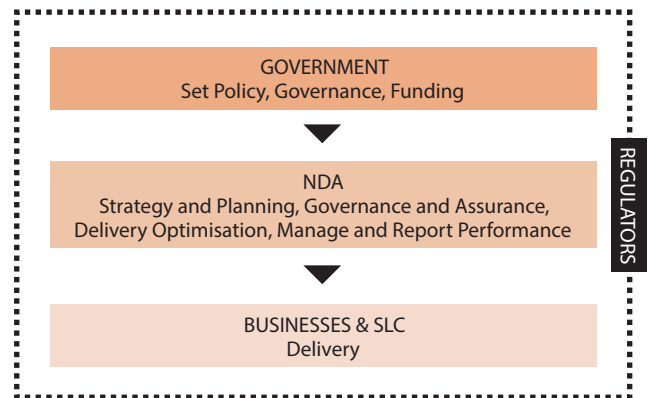 GOVERNMENT
Set Policy, Governance, Funding
NDA
Strategy and Planning, Governance and Assurance,
Delivery Optimisation, Manage and Report Performance
BUSINESSES & SLC
Delivery
REGULATORS